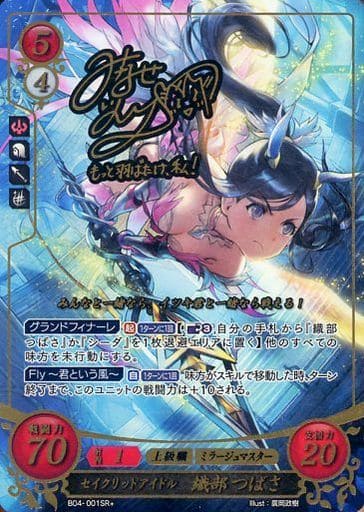 5
4
もっと羽ばたけ、私!
みんなと一緒なら、イツキ君と一緒なら戦える!
グランドフィナーレ 起 1ターンに1回 【 3 自分の手札から『織部
つばさ』か『シーダ』を1枚退避エリアに置く】他のすべての
味方を未行動にする。
Fly ~君という風~ 自 1ターンに1回 味方がスキルで移動した時、ターン
終了まで、このユニットの戦闘力は+10される。
戦闘力
70
射程
1
上級職 ミラージュマスター
支援力
20
セイクリッドアイドル 織部 つばさ
B04-001SR+
Illust:廣岡政樹